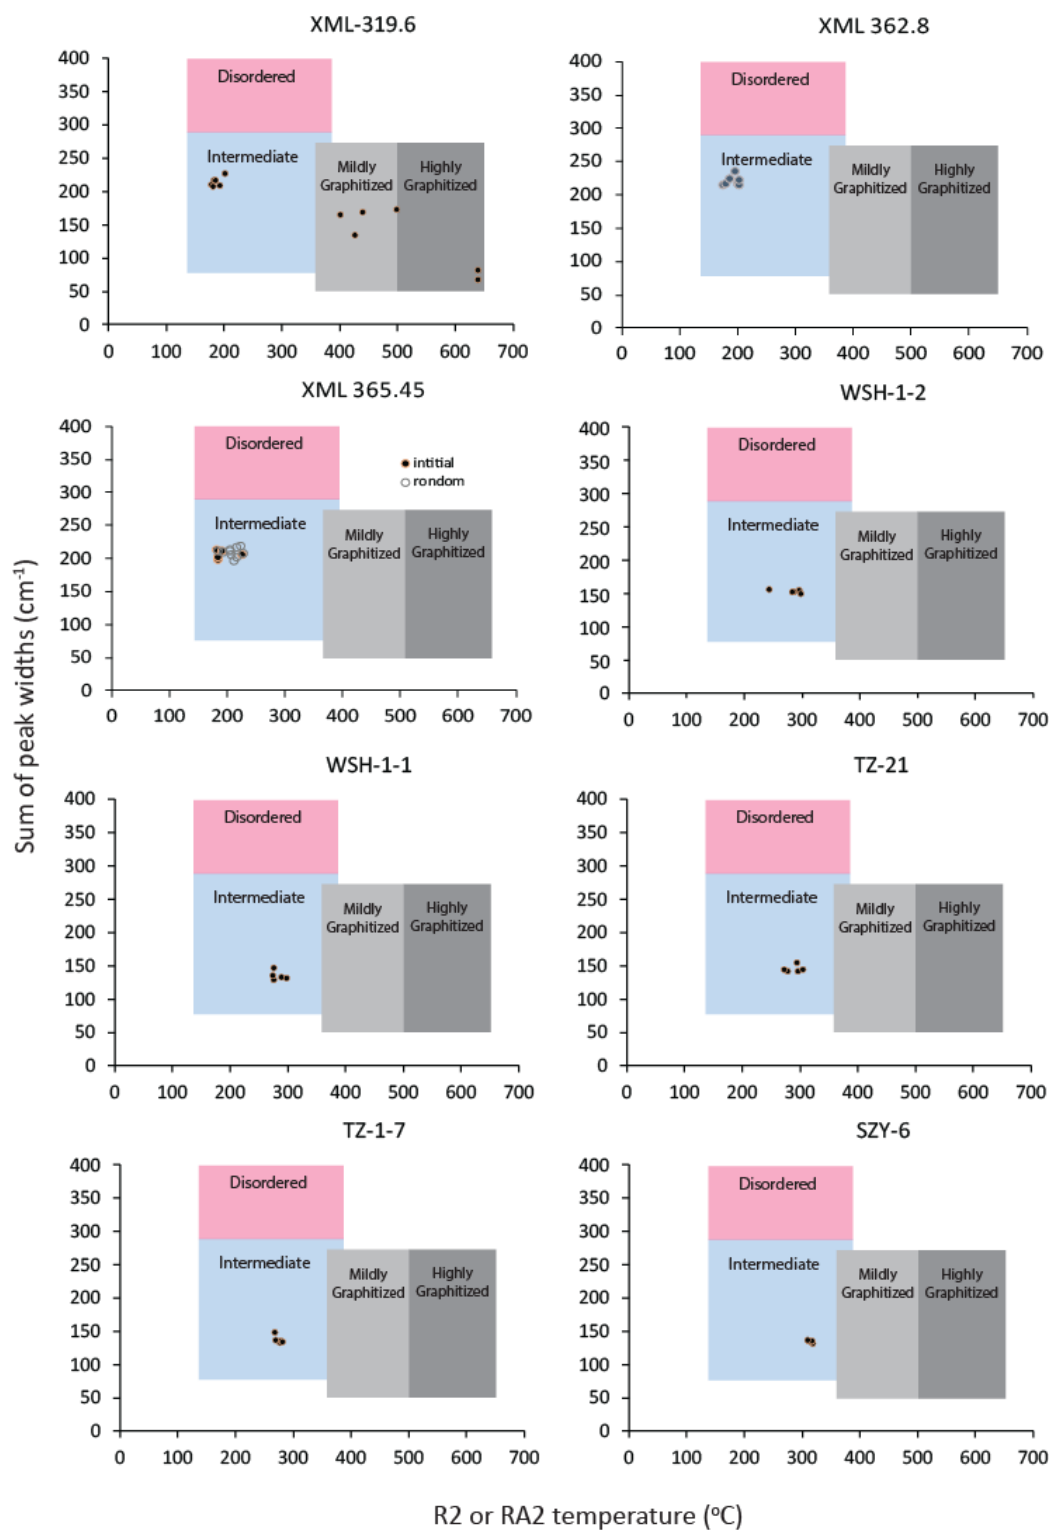 XML-319.6
400
350
300
250
200
150
100
50
0
Disordered
Intermediate
Mildly
Graphitized
Highly
Graphitized
0 100 200 300 400 500 600 700
XML 362.8
400
350
300
250
200
150
100
50
0
Disordered
Intermediate
Mildly
Graphitized
Highly
Graphitized
0 100 200 300 400 500 600 700
XML 365.45
400
350
300
250
200
150
100
50
0
Disordered
intitial
rondom
Intermediate
Mildly
Graphitized
Highly
Graphitized
0 100 200 300 400 500 600 700
WSH-1-2
400
350
300
250
200
150
100
50
0
Disordered
Intermediate
Mildly
Graphitized
Highly
Graphitized
0 100 200 300 400 500 600 700
Sum of peak widths (cm⁻¹)
WSH-1-1
400
350
300
250
200
150
100
50
0
Disordered
Intermediate
Mildly
Graphitized
Highly
Graphitized
0 100 200 300 400 500 600 700
TZ-21
400
350
300
250
200
150
100
50
0
Disordered
Intermediate
Mildly
Graphitized
Highly
Graphitized
0 100 200 300 400 500 600 700
TZ-1-7
400
350
300
250
200
150
100
50
0
Disordered
Intermediate
Mildly
Graphitized
Highly
Graphitized
0 100 200 300 400 500 600 700
SZY-6
400
350
300
250
200
150
100
50
0
Disordered
Intermediate
Mildly
Graphitized
Highly
Graphitized
0 100 200 300 400 500 600 700
R2 or RA2 temperature (ºC)